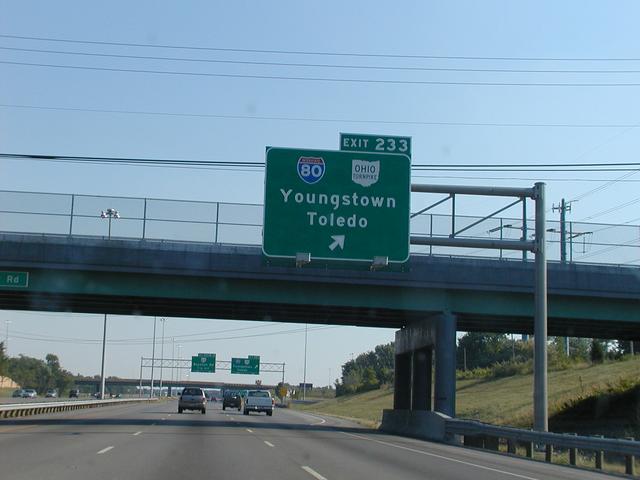 EXIT 233
80
OHIO
TURNPIKE
Youngstown
Toledo
Rd